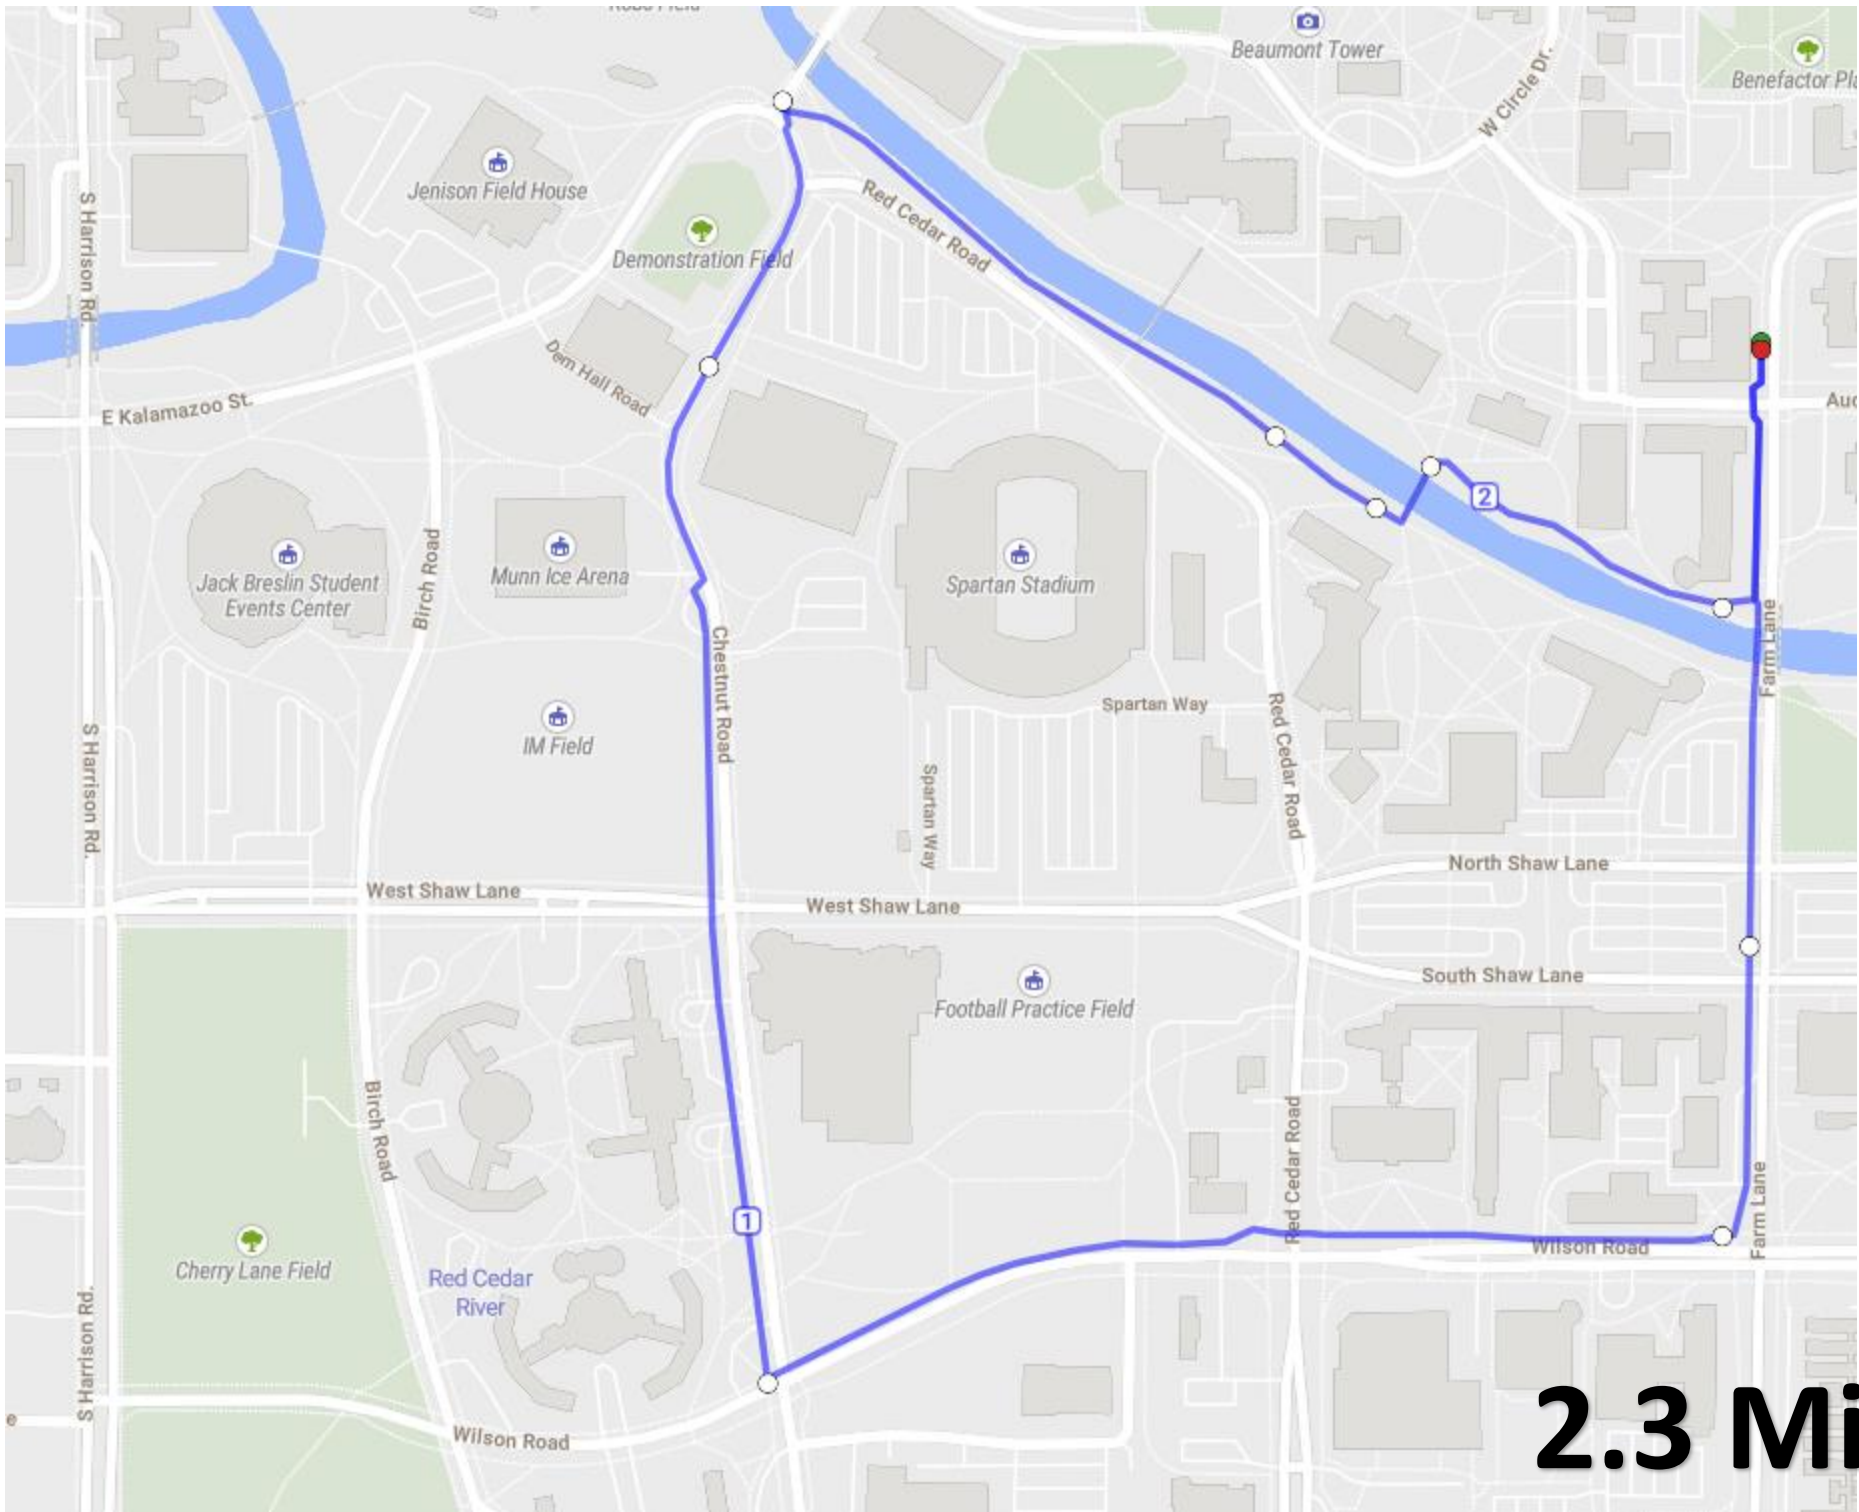 Beaumont Tower
W Circle Dr.
Jenison Field House
S Harrison Rd.
Red Cedar Road
Demonstration Field
Dem Hall Road
E Kalamazoo St.
2
Birch Road
Munn Ice Arena
Spartan Stadium
Jack Breslin Student
Events Center
Farm Lane
Chestnut Road
Spartan Way
Red Cedar Road
S Harrison Rd.
IM Field
Spartan Way
North Shaw Lane
West Shaw Lane
West Shaw Lane
South Shaw Lane
Football Practice Field
Birch Road
Red Cedar Road
Farm Lane
1
Wilson Road
Cherry Lane Field
Red Cedar
River
S Harrison Rd.
Wilson Road
2.3 Mi